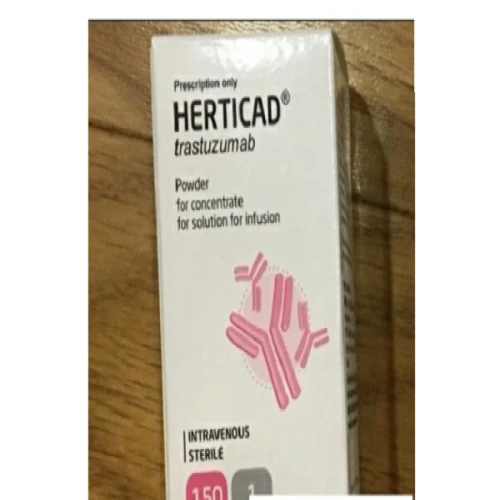 Prescription only
HERTICAD®
trastuzumab
Powder
for concentrate
for solution for infusion
INTRAVENOUS
STERILE
150
1